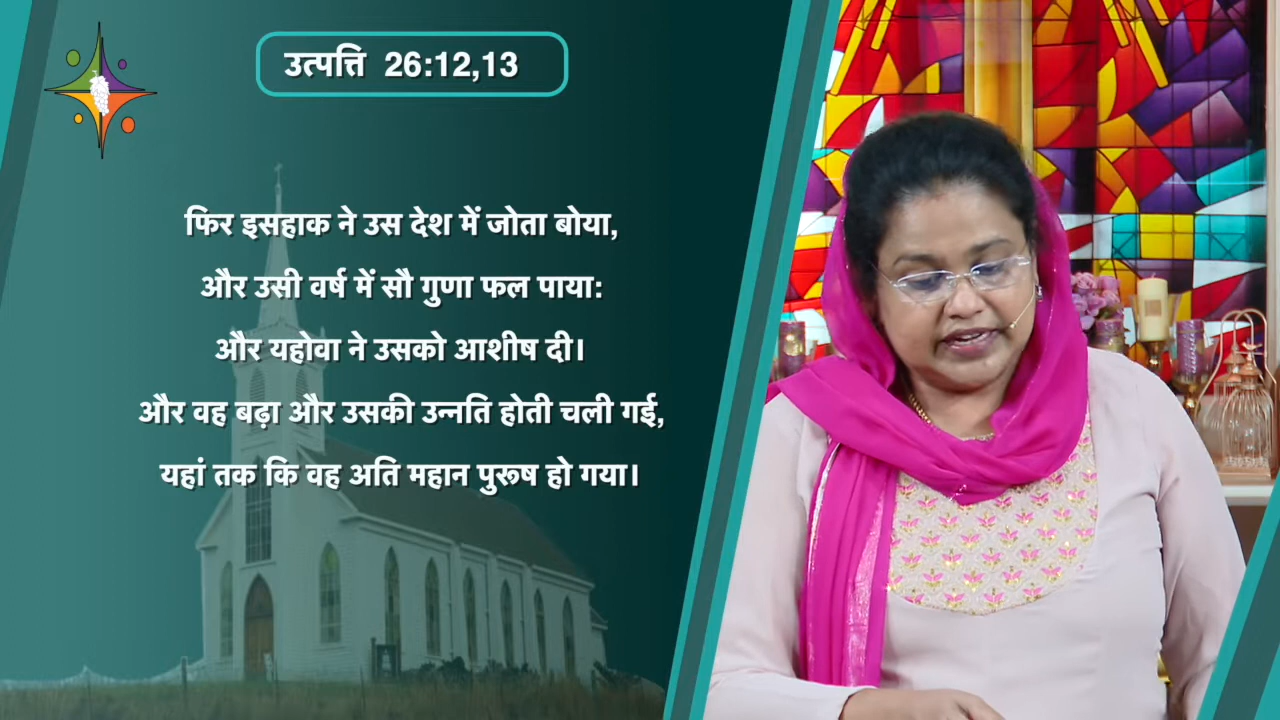 उत्पत्ति 26:12,13
फिर इसहाक ने उस देश में जोता बोया,
और उसी वर्ष में सौ गुणा फल पाया:
और यहोवा ने उसको आशीष दी।
और वह बढ़ा और उसकी उन्नति होती चली गई,
यहां तक कि वह अति महान पुरूष हो गया।